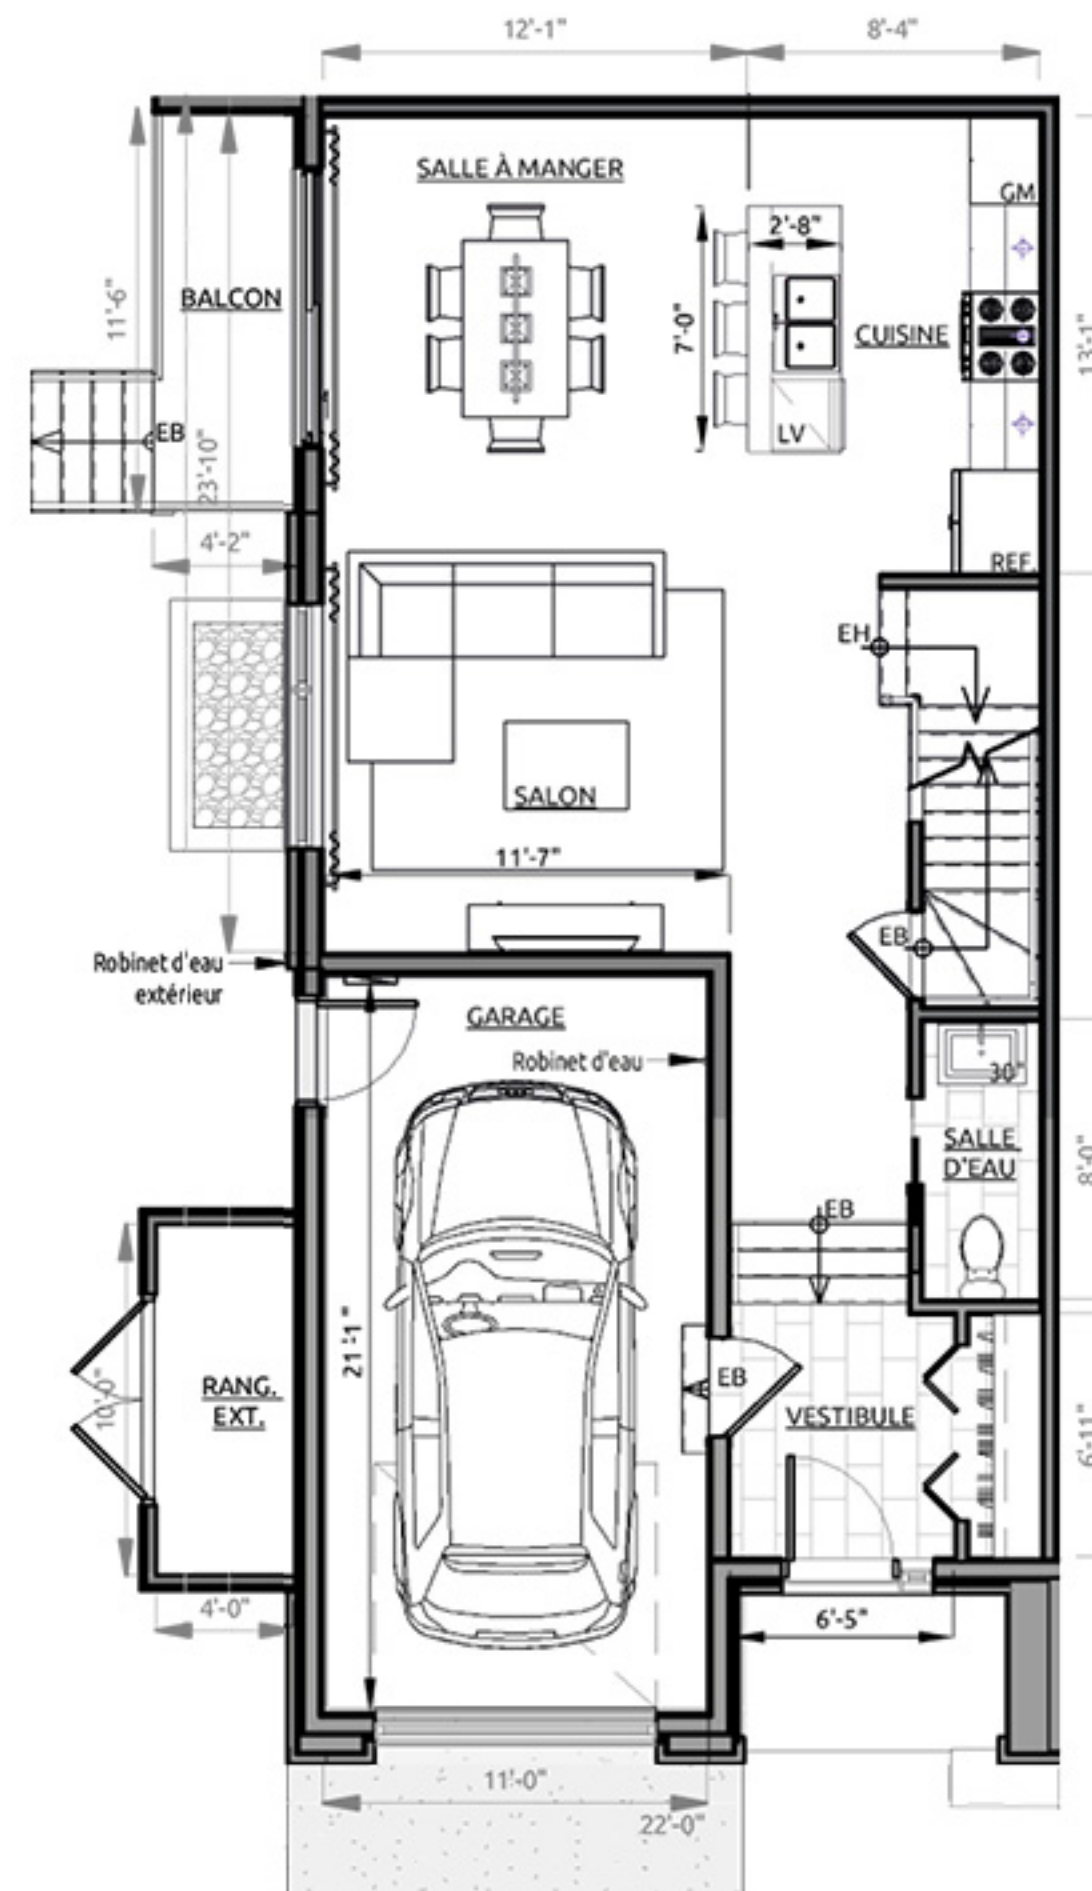 12'-1"
8'-4"
SALLE À MANGER
GM
2'-8"
11'-6"
BALCON
7'-0"
CUISINE
13'-1"
LV
EB
23'-10"
4'-2"
REF.
EH
SALON
11'-7"
EB
Robinet d'eau
extérieur
GARAGE
Robinet d'eau
30"
SALLE
D'EAU
8'-0"
EB
21'-1"
10'-0"
RANG.
EXT.
EB
VESTIBULE
6'-11"
4'-0"
6'-5"
11'-0"
22'-0"